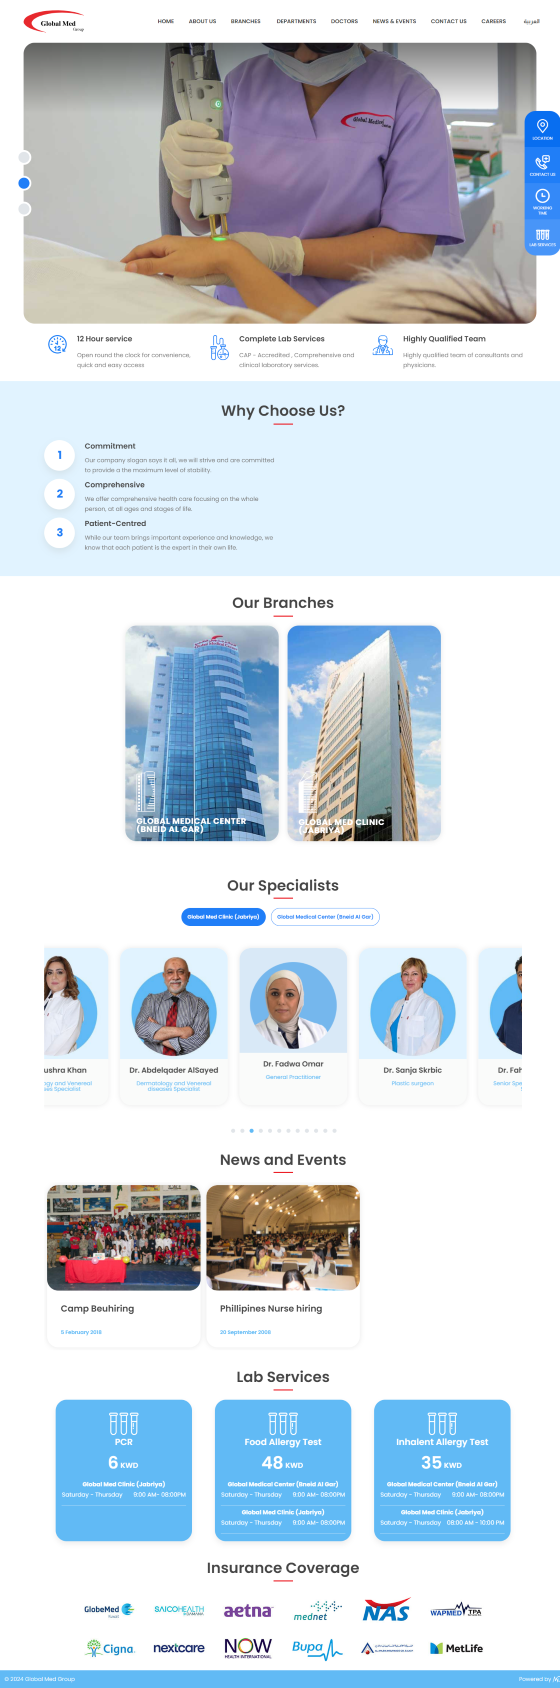 Global Med
Group
HOME ABOUT US BRANCHES DEPARTMENTS DOCTORS NEWS & EVENTS CONTACT US CAREERS العربية
Global Medical
LOCATION
CONTACT US
WORKING
TIME
LAB SERVICES
12 Hour service
Open round the clock for convenience,
quick and easy access
Complete Lab Services
CAP - Accredited , Comprehensive and
clinical laboratory services.
Highly Qualified Team
Highly qualified team of consultants and
physicians.
Why Choose Us?
1
Commitment
Our company slogan says it all, we will strive and are committed
to provide a the maximum level of stability.
2
Comprehensive
We offer comprehensive health care focusing on the whole
person, at all ages and stages of life.
3
Patient-Centred
While our team brings important experience and knowledge, we
know that each patient is the expert in their own life.
Our Branches
GLOBAL MEDICAL CENTER
(BNEID AL GAR)
GLOBAL MED CLINIC
(JABRIYA)
Our Specialists
Global Med Clinic (Jabriya)
Global Medical Center (Bneid Al Gar)
ushra Khan
ogy and Venereal
ses Specialist
Dr. Abdelqader AlSayed
Dermatology and Venereal
diseases Specialist
Dr. Fadwa Omar
General Practitioner
Dr. Sanja Skrbic
Plastic surgeon
Dr. Fah
Senior Spe
News and Events
Camp Beuhiring
5 February 2019
Phillipines Nurse hiring
30 September 2008
Lab Services
PCR
6 KWD
Global Med Clinic (Jabriya)
Saturday - Thursday 9:00 AM- 08:00PM
Food Allergy Test
48 KWD
Global Medical Center (Bneid Al Gar)
Saturday - Thursday 9:00 AM- 08:00PM
Global Med Clinic (Jabriya)
Saturday - Thursday 9:00 AM- 08:00PM
Inhalent Allergy Test
35 KWD
Global Medical Center (Bneid Al Gar)
Saturday - Thursday 9:00 AM- 08:00PM
Global Med Clinic (Jabriya)
Saturday - Thursday 08:00 AM - 10:00 PM
Insurance Coverage
GlobeMed
Kuwait
SAICOHEALTH
aetna
mednet
NAS
WAPMED TPA
Cigna.
nextcare
NOW
HEALTH INTERNATIONAL
Bupa
MetLife
© 2024 Global Med Group
Powered by